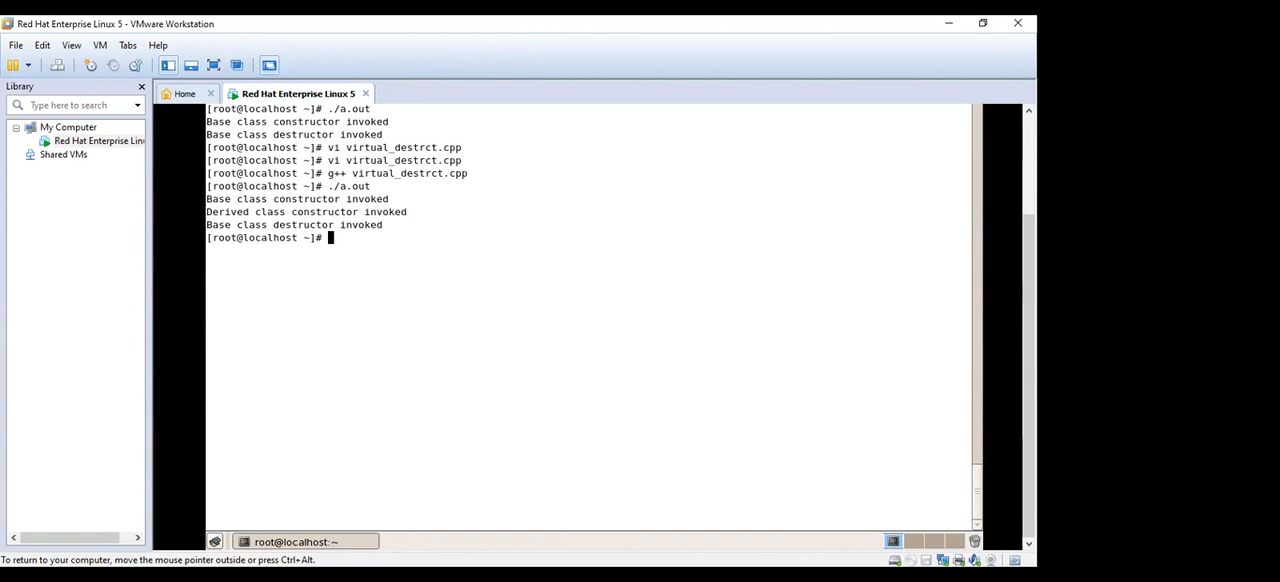 Red Hat Enterprise Linux 5 - VMware Workstation
File Edit View VM Tabs Help
Library
Type here to search
My Computer
Red Hat Enterprise Lin
Shared VMs
Home
Red Hat Enterprise Linux 5
[root@localhost ~]# ./a.out
Base class constructor invoked
Base class destructor invoked
[root@localhost ~]# vi virtual_destrct.cpp
[root@localhost ~]# vi virtual_destrct.cpp
[root@localhost ~]# g++ virtual_destrct.cpp
[root@localhost ~]# ./a.out
Base class constructor invoked
Derived class constructor invoked
Base class destructor invoked
[root@localhost ~]#
root@localhost:~
To return to your computer, move the mouse pointer outside or press Ctrl+Alt.